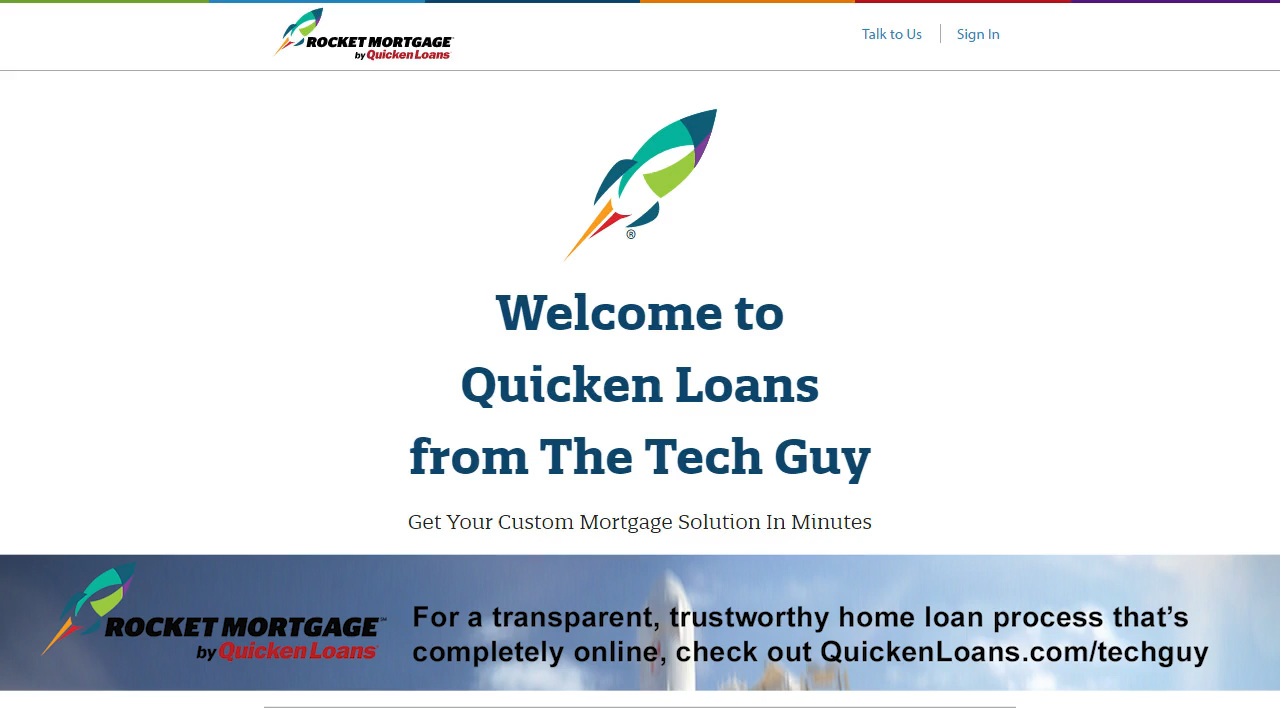 ROCKET MORTGAGE™
by Quicken Loans
Talk to Us
Sign In
®
Welcome to
Quicken Loans
from The Tech Guy
Get Your Custom Mortgage Solution In Minutes
ROCKET MORTGAGE™
by Quicken Loans
For a transparent, trustworthy home loan process that's
completely online, check out QuickenLoans.com/techguy